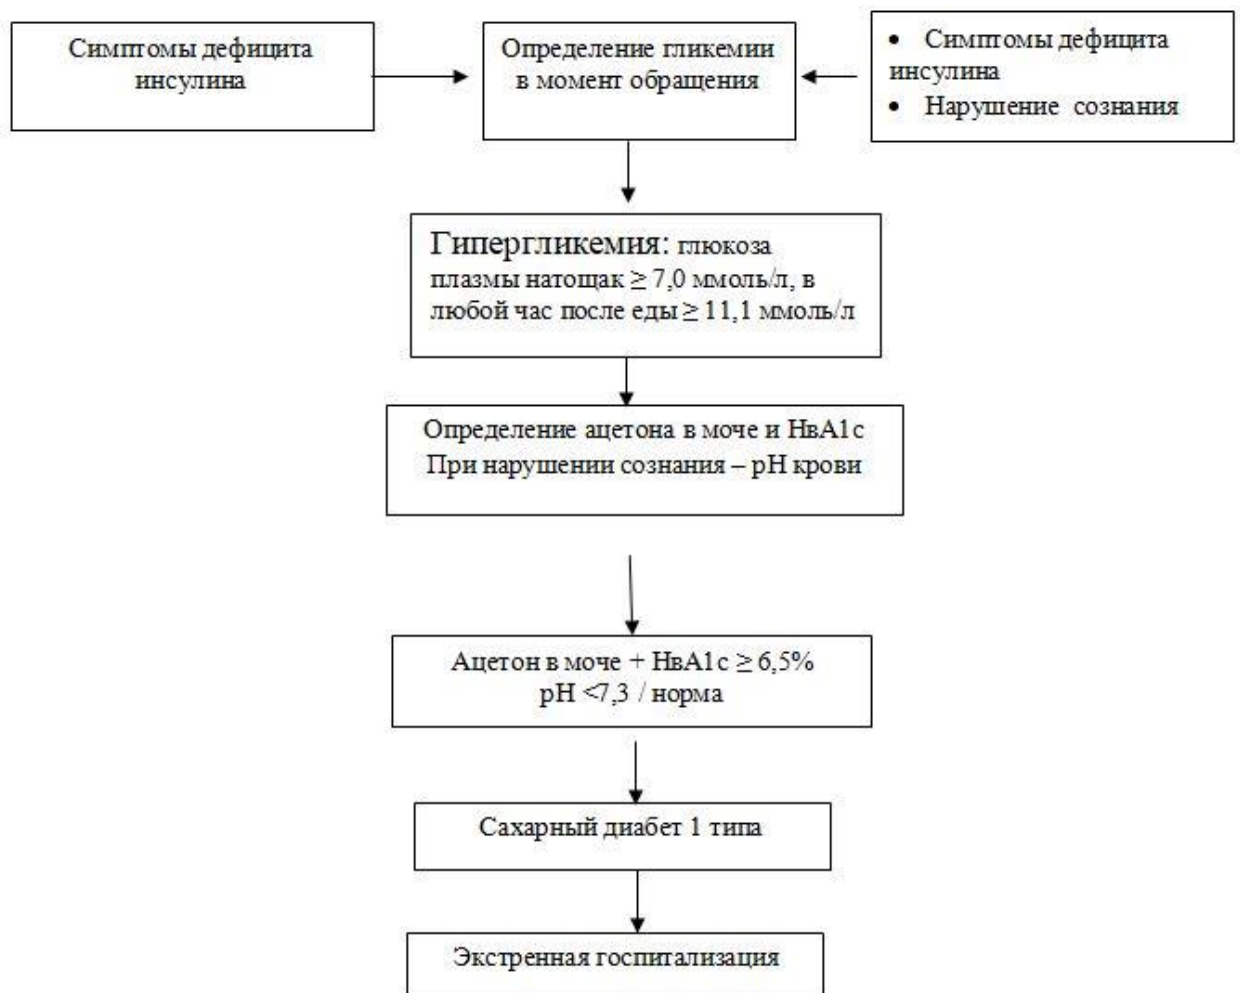 Симптомы дефицита
инсулина
Определение гликемии
в момент обращения
• Симптомы дефицита
инсулина
• Нарушение сознания
Гипергликемия: глюкоза
плазмы натощак ≥ 7,0 ммоль/л, в
любой час после еды ≥ 11,1 ммоль/л
Определение ацетона в моче и НвА1с
При нарушении сознания – рН крови
Ацетон в моче + НвА1с ≥ 6,5%
рН <7,3 / норма
Сахарный диабет 1 типа
Экстренная госпитализация